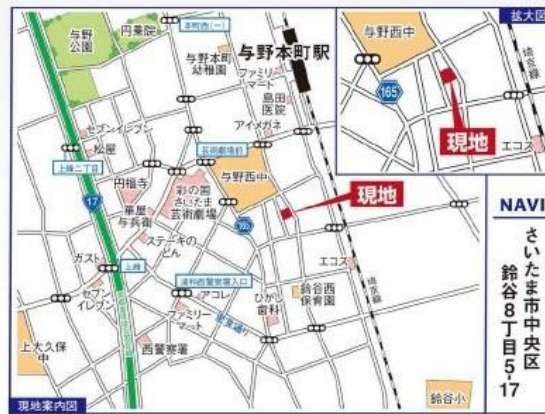 与野公園
円乗院
与野本町幼稚園
与野本町駅
ファミリーマート
島田医院
アイメガネ
セブンイレブン
松屋
上峰二丁目
芸術劇場前
円福寺
彩の国さいたま芸術劇場
与野西中
華屋与兵衛
現地
165
17
ステーキのどん
ガスト
上峰
浦和西警察署入口
アコレ
ひがし歯科
鈴谷西保育園
エコス
埼京線
セブンイレブン
ファミリーマート
上大久保中
西警察署
鈴谷小
現地案内図
拡大図
与野西中
埼京線
165
現地
エコス
NAVI
さいたま市中央区
鈴谷8丁目5-17